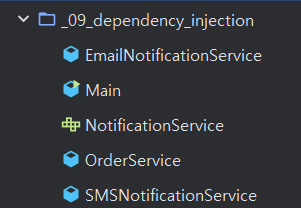 _09_dependency_injection
EmailNotificationService
Main
NotificationService
OrderService
SMSNotificationService